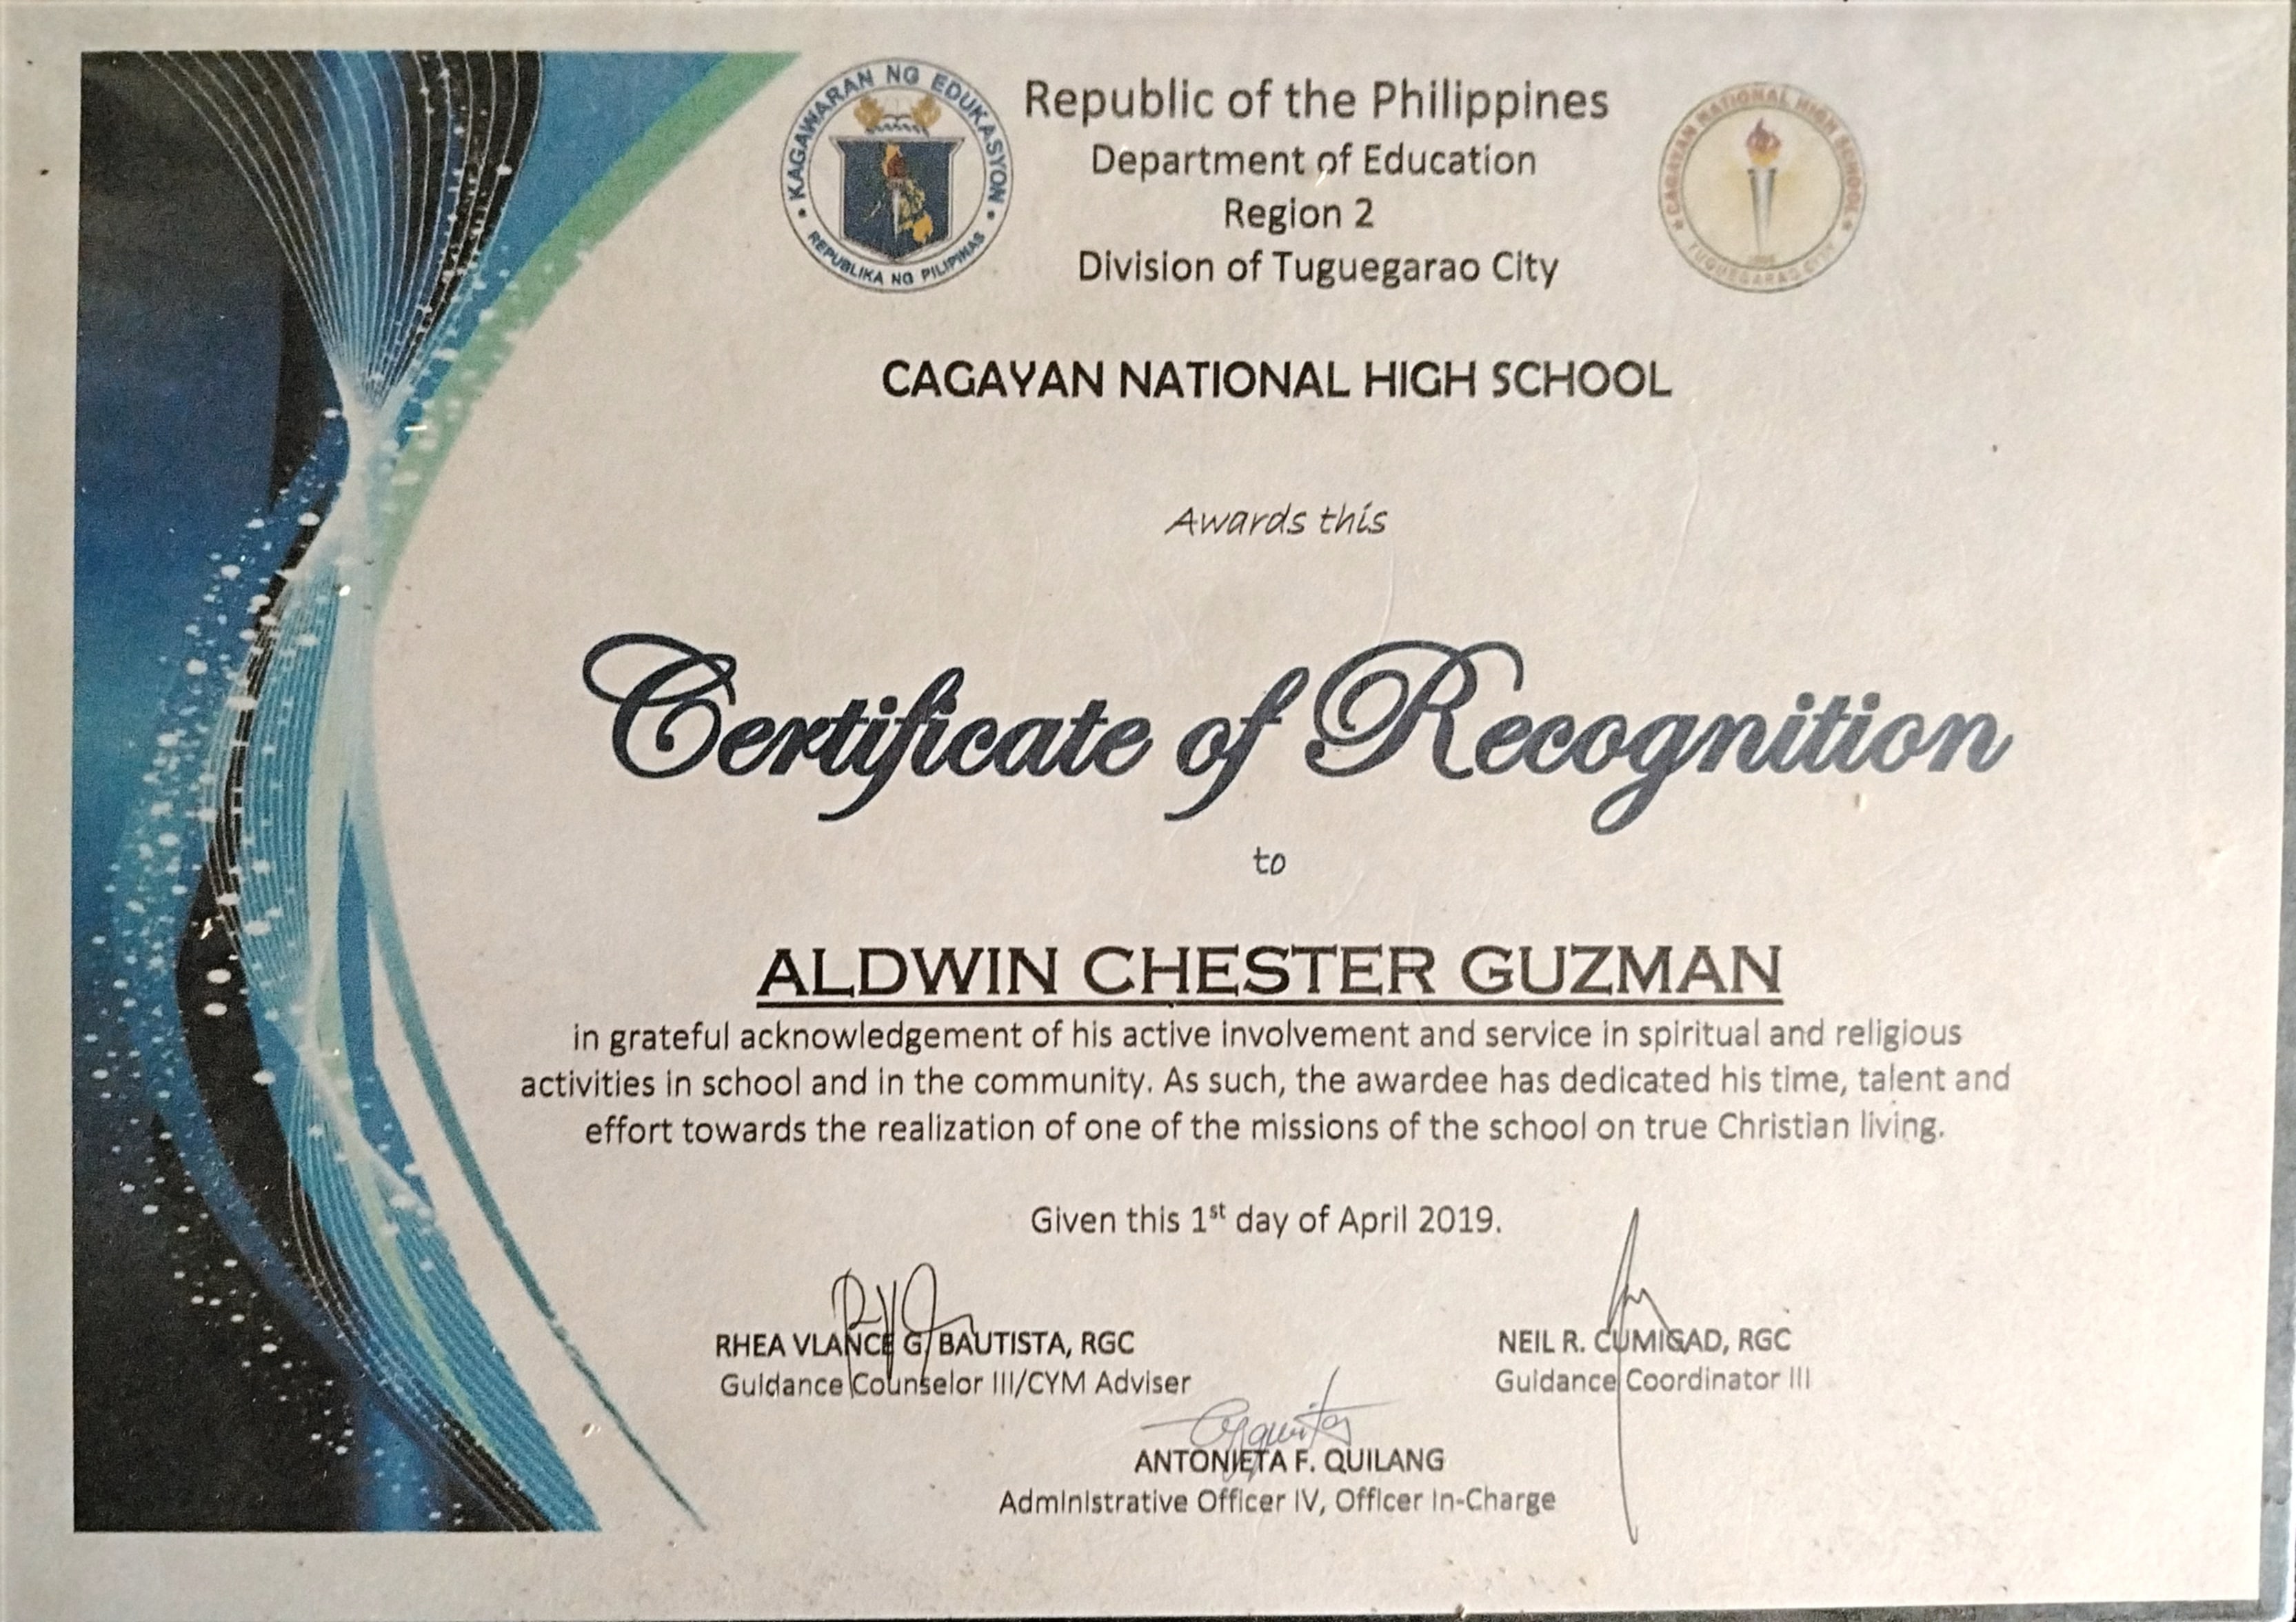 KAGAWARAN NG EDUKASYON
REPUBLIKA NG PILIPINAS
Republic of the Philippines
Department of Education
Region 2
Division of Tuguegarao City
CAGAYAN NATIONAL HIGH SCHOOL
TUGUEGARAO CITY
CAGAYAN NATIONAL HIGH SCHOOL
Awards this
Certificate of Recognition
to
ALDWIN CHESTER GUZMAN
in grateful acknowledgement of his active involvement and service in spiritual and religious
activities in school and in the community. As such, the awardee has dedicated his time, talent and
effort towards the realization of one of the missions of the school on true Christian living.
Given this 1st day of April 2019.
RHEA VLANCE G. BAUTISTA, RGC
Guidance Counselor III/CYM Adviser
NEIL R. CUMIGAD, RGC
Guidance Coordinator III
ANTONIETA F. QUILANG
Administrative Officer IV, Officer In-Charge